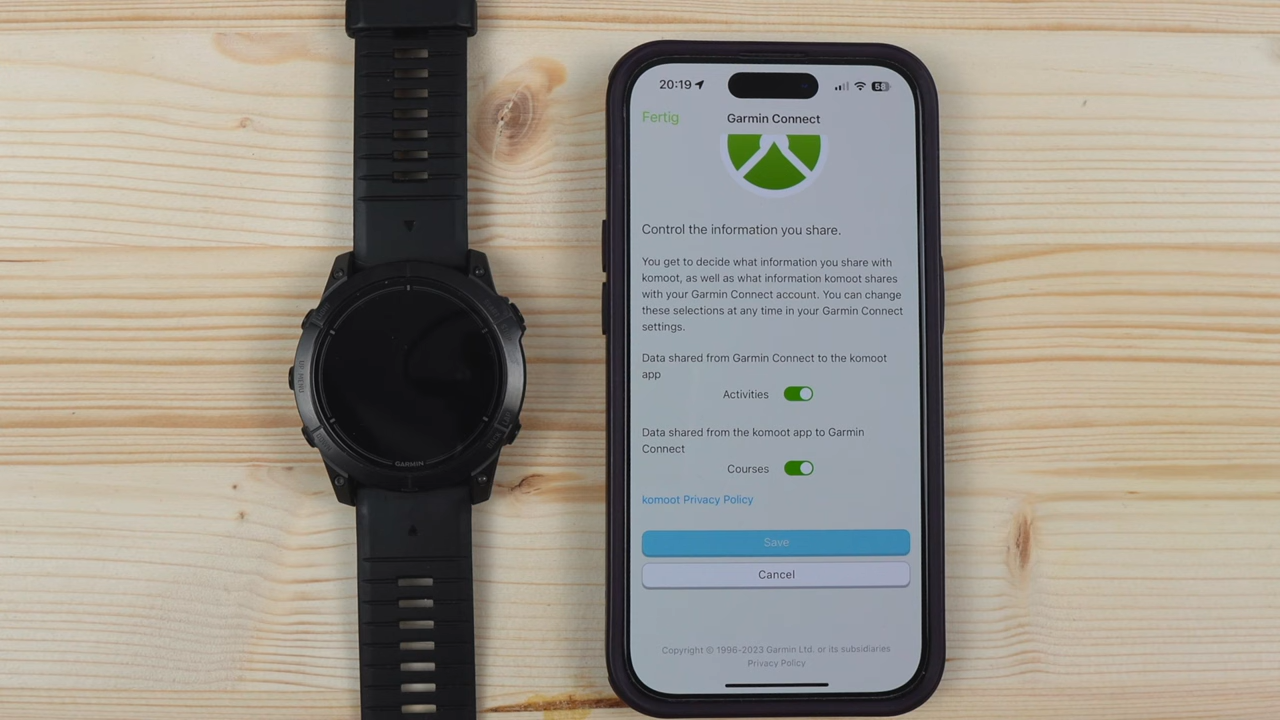 20:19
58
Fertig
Garmin Connect
Control the information you share.
You get to decide what information you share with
komoot, as well as what information komoot shares
with your Garmin Connect account. You can change
these selections at any time in your Garmin Connect
settings.
Data shared from Garmin Connect to the komoot
app
Activities
Data shared from the komoot app to Garmin
Connect
Courses
komoot Privacy Policy
Save
Cancel
Copyright © 1996-2023 Garmin Ltd. or its subsidiaries
Privacy Policy
GARMIN